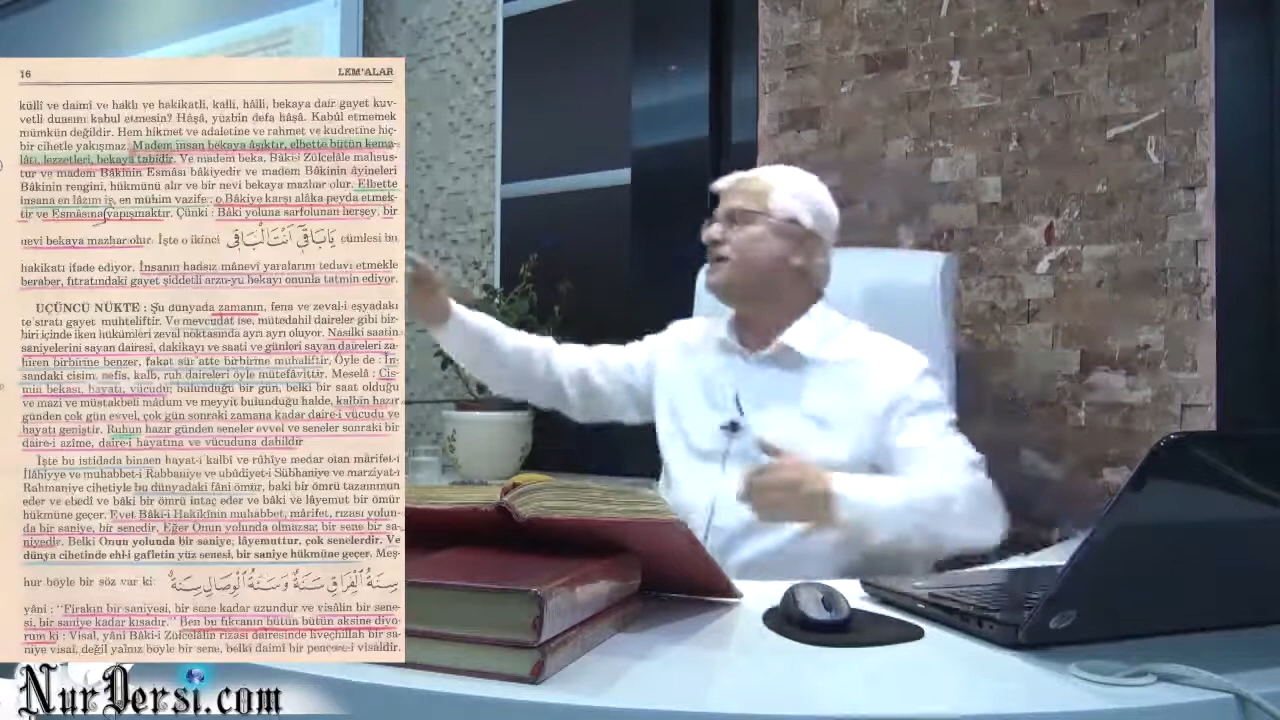 16 LEM'ALAR
küllî ve daimî ve haklı ve hakikatli, kalli, hâlli, bekaya dair gayet kuv-
vetli duamı kabul etmesin? Hâşâ, yüzbin defa hâşâ. Kabûl etmemek
mümkün değildir. Hem hikmet ve adaletine ve rahmet ve kudretine hiç-
bir cihetle yakışmaz. Madem insan bekaya âşıktır, elbette bütün kema-
lâtı, lezzetleri, bekaya tabidir. Ve madem beka, Bâki-i Zülcelâle mahsus-
tur ve madem Bâkînin Esması bâkiyedir ve madem Bâkînin âyineleri
Bâkînin rengini, hükmünü alır ve bir nevi bekaya mazhar olur. Elbette
insana en lâzım iş, en mühim vazife; o Bâkiye karşı alâka peyda etmek-
tir ve Esmâsına yapışmaktır. Çünki: Bâki yoluna sarfolunan herşey, bir
nevi bekaya mazhar olur. İşte o ikinci يَابَاقِى اَنْتَ الْبَاقِى cümlesi bu
hakikatı ifade ediyor. İnsanın hadsız mânevî yaralarını tedavi etmekle
beraber, fıtratındaki gayet şiddetli arzu-yu bekayı onunla tatmin ediyor.
ÜÇÜNCÜ NÜKTE : Şu dünyada zamanın, fena ve zeval-i eşyadaki
te'siratı gayet muhteliftir. Ve mevcudat ise, mütedahil daireler gibi bir-
biri içinde iken hükümleri zeval noktasında ayrı ayrı oluyor. Nasılki saatin
saniyelerini sayan dairesi, dakikayı ve saati ve günleri sayan daireleri za-
hiren birbirine benzer, fakat sür'atte birbirine muhaliftir. Öyle de : İn-
sandaki cisim, nefis, kalb, ruh daireleri öyle mütefâvittir. Meselâ : Cis-
min bekası, hayatı, vücudu; bulunduğu bir gün, belki bir saat olduğu
ve mazi ve müstakbeli mâdum ve meyyit bulunduğu halde, kalbin hazır
günden çok gün evvel, çok gün sonraki zamana kadar daire-i vücudu ve
hayatı geniştir. Ruhun hazır günden seneler evvel ve seneler sonraki bir
daire-i azîme, daire-i hayatına ve vücuduna dahildir
İşte bu istidada binaen hayat-ı kalbî ve rûhîye medar olan mârifet-i
İlâhiyye ve muhabbet-i Rabbaniye ve ubûdiyet-i Sübhaniye ve marziyat-ı
Rahmaniye cihetiyle bu dünyadaki fâni ömür, baki bir ömrü tazammun
eder ve ebedî ve bâki bir ömrü intaç eder ve bâki ve lâyemut bir ömür
hükmüne geçer. Evet Bâki-i Hakikînin muhabbet, mârifet, rızası yolun-
da bir saniye, bir senedir. Eğer Onun yolunda olmazsa; bir sene bir sa-
niyedir. Belki Onun yolunda bir saniye; lâyemuttur, çok senelerdir. Ve
dünya cihetinde ehl-i gafletin yüz senesi, bir saniye hükmüne geçer. Meş-
hur böyle bir söz var ki: سِنَةُ الْفِرَاقِ سَنَةٌ وَسَنَةُ الْوِصَالِ سِنَةٌ
yâni : "Firakın bir saniyesi, bir sene kadar uzundur ve visâlin bir sene-
si, bir saniye kadar kısadır." Ben bu fıkranın bütün bütün aksine diyo-
rum ki : Visal, yâni Bâki-i Zülcelâlin rızası dairesinde livechillah bir sa-
niye visal, değil yalnız böyle bir sene, belki daimî bir pencere-i visaldir.
NurDersi.com